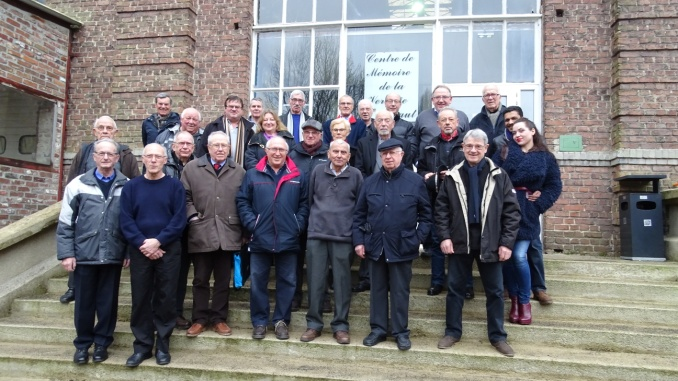 Centre de
Mémoire
de la